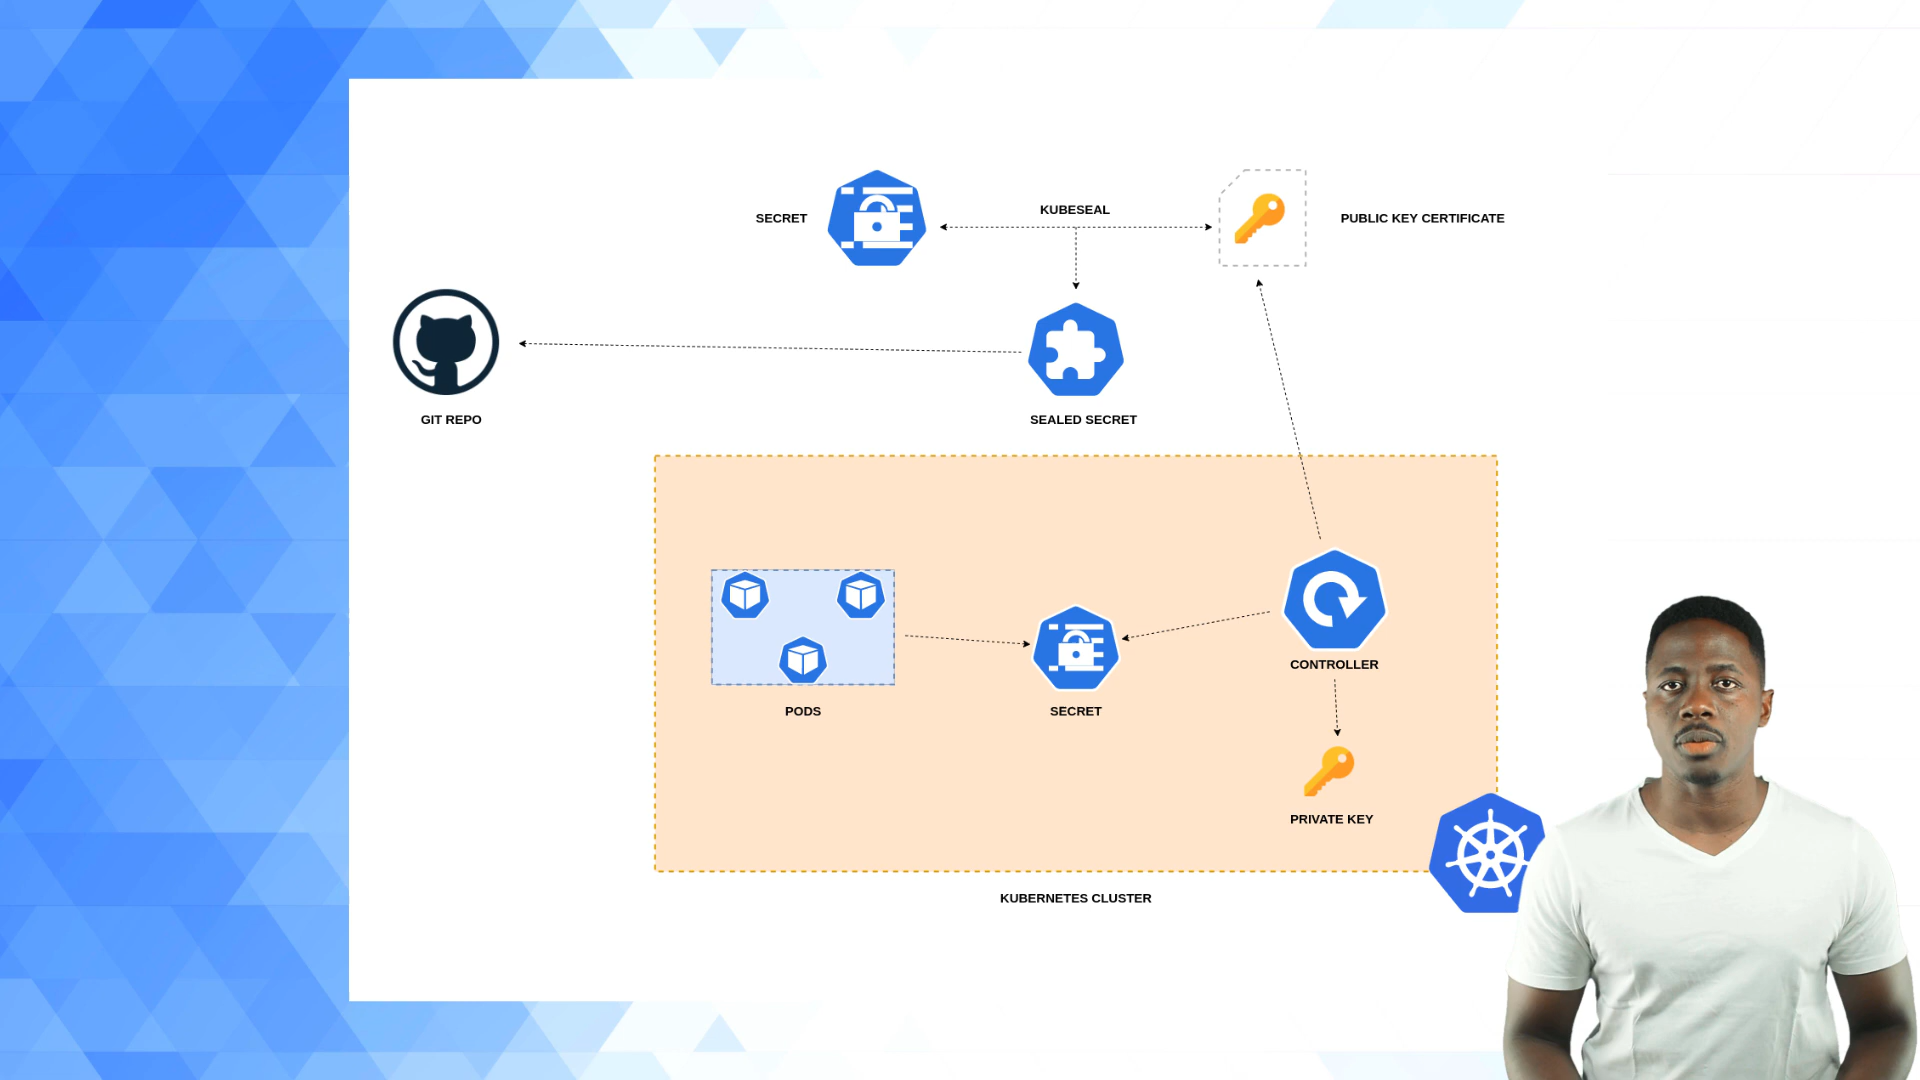 KUBESEAL
SECRET
PUBLIC KEY CERTIFICATE
GIT REPO
SEALED SECRET
CONTROLLER
PODS
SECRET
PRIVATE KEY
KUBERNETES CLUSTER